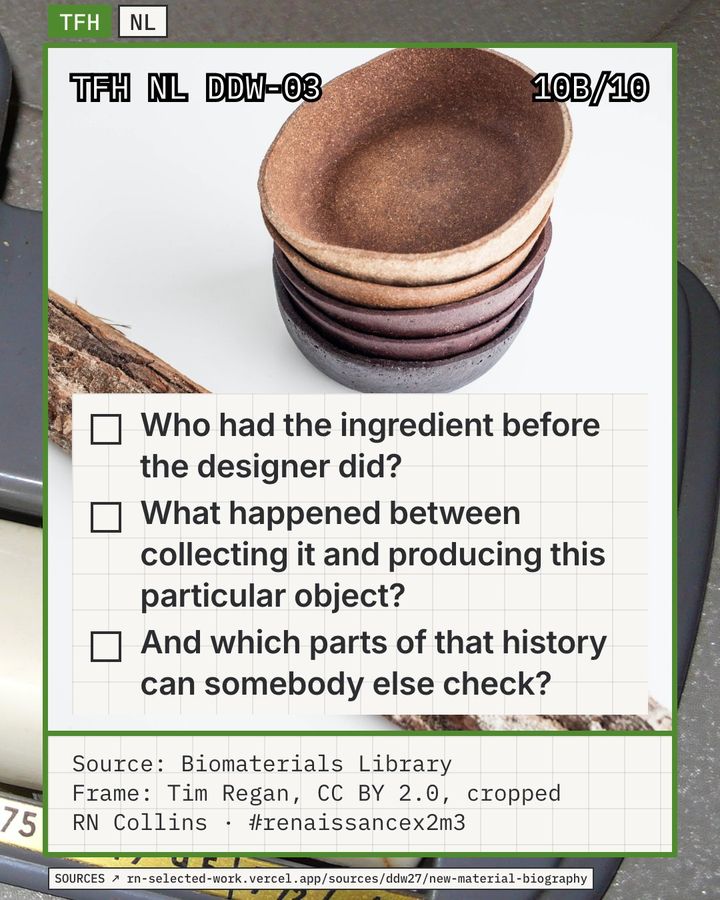 TFH NL
TFH NL DDW-03 10B/10
Who had the ingredient before
the designer did?
What happened between
collecting it and producing this
particular object?
And which parts of that history
can somebody else check?
Source: Biomaterials Library
Frame: Tim Regan, CC BY 2.0, cropped
RN Collins · #renaissancex2m3
75
SOURCES ↗ rn-selected-work.vercel.app/sources/ddw27/new-material-biography